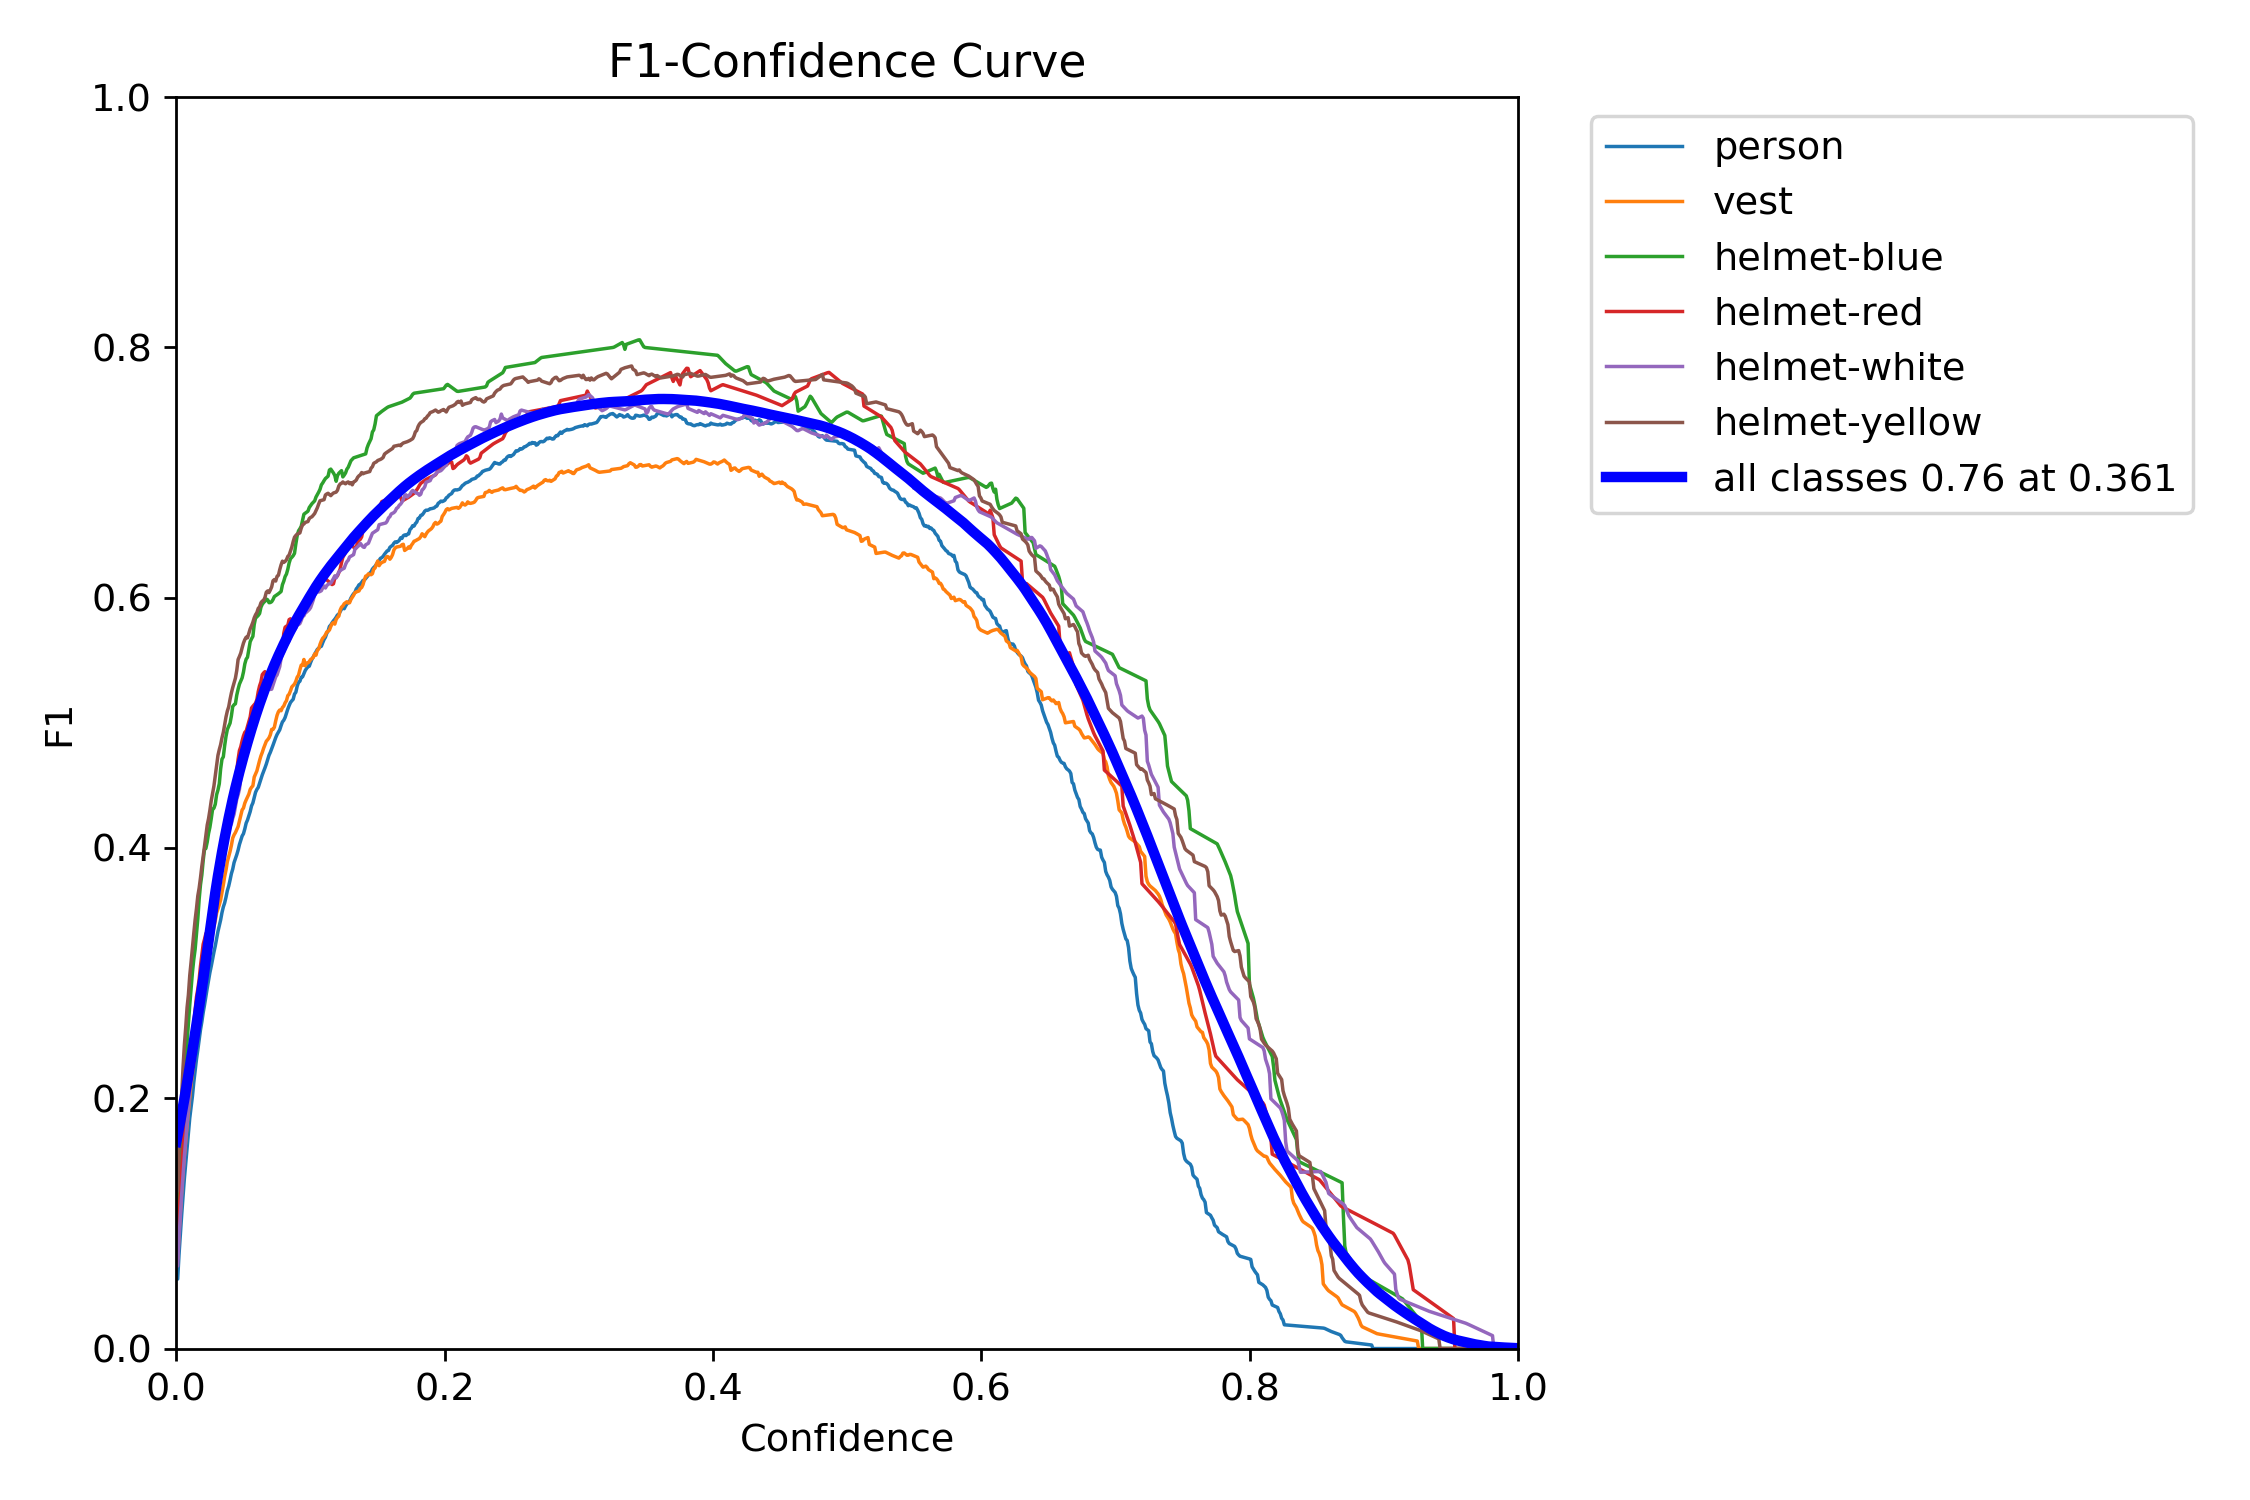 F1-Confidence Curve
1.0
0.8
0.6
0.4
0.2
0.0
F1
0.0 0.2 0.4 0.6 0.8 1.0
Confidence
person
vest
helmet-blue
helmet-red
helmet-white
helmet-yellow
all classes 0.76 at 0.361